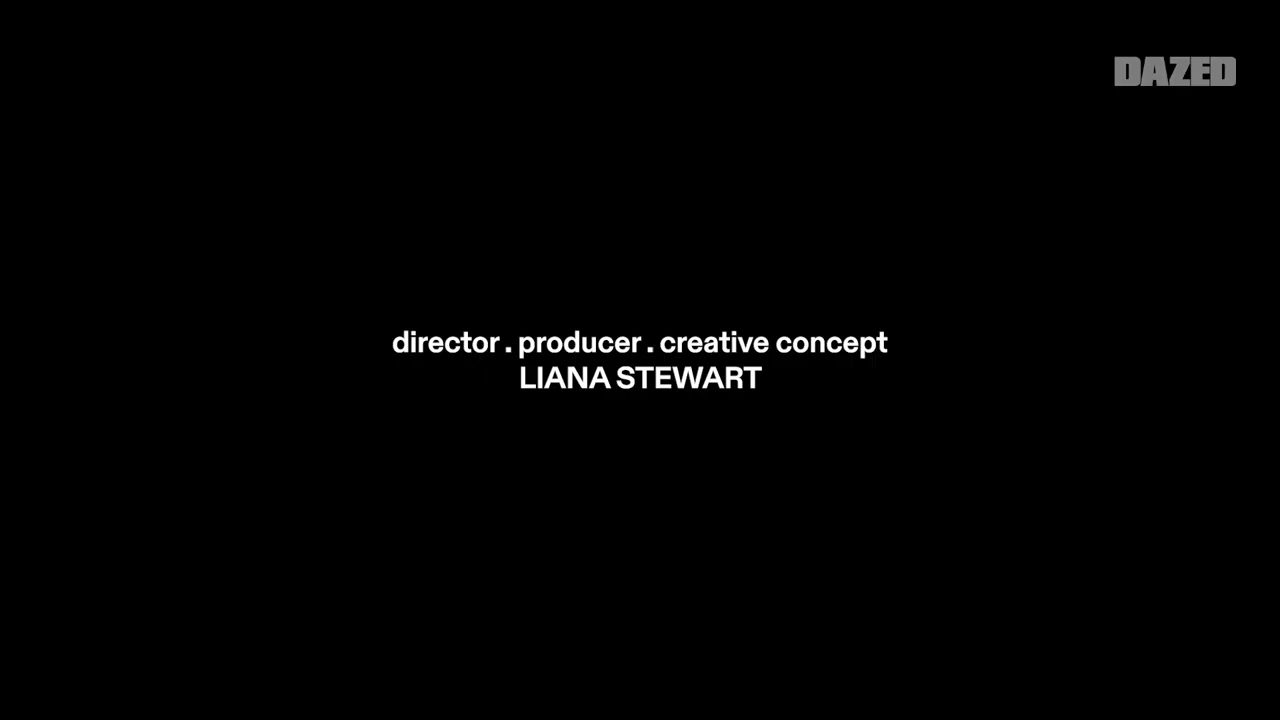 DAZED
director . producer . creative concept
LIANA STEWART